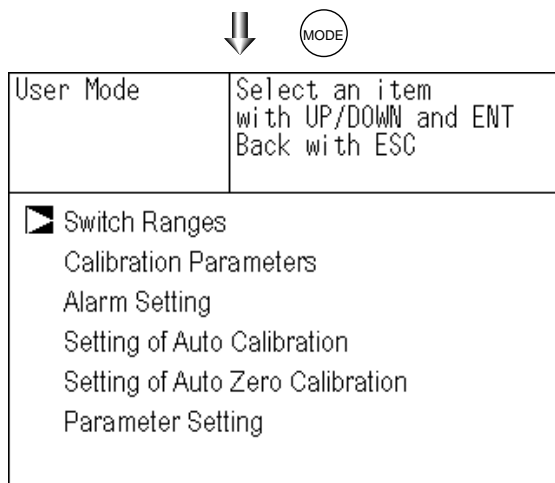 MODE
User Mode
Select an item
with UP/DOWN and ENT
Back with ESC
Switch Ranges
Calibration Parameters
Alarm Setting
Setting of Auto Calibration
Setting of Auto Zero Calibration
Parameter Setting